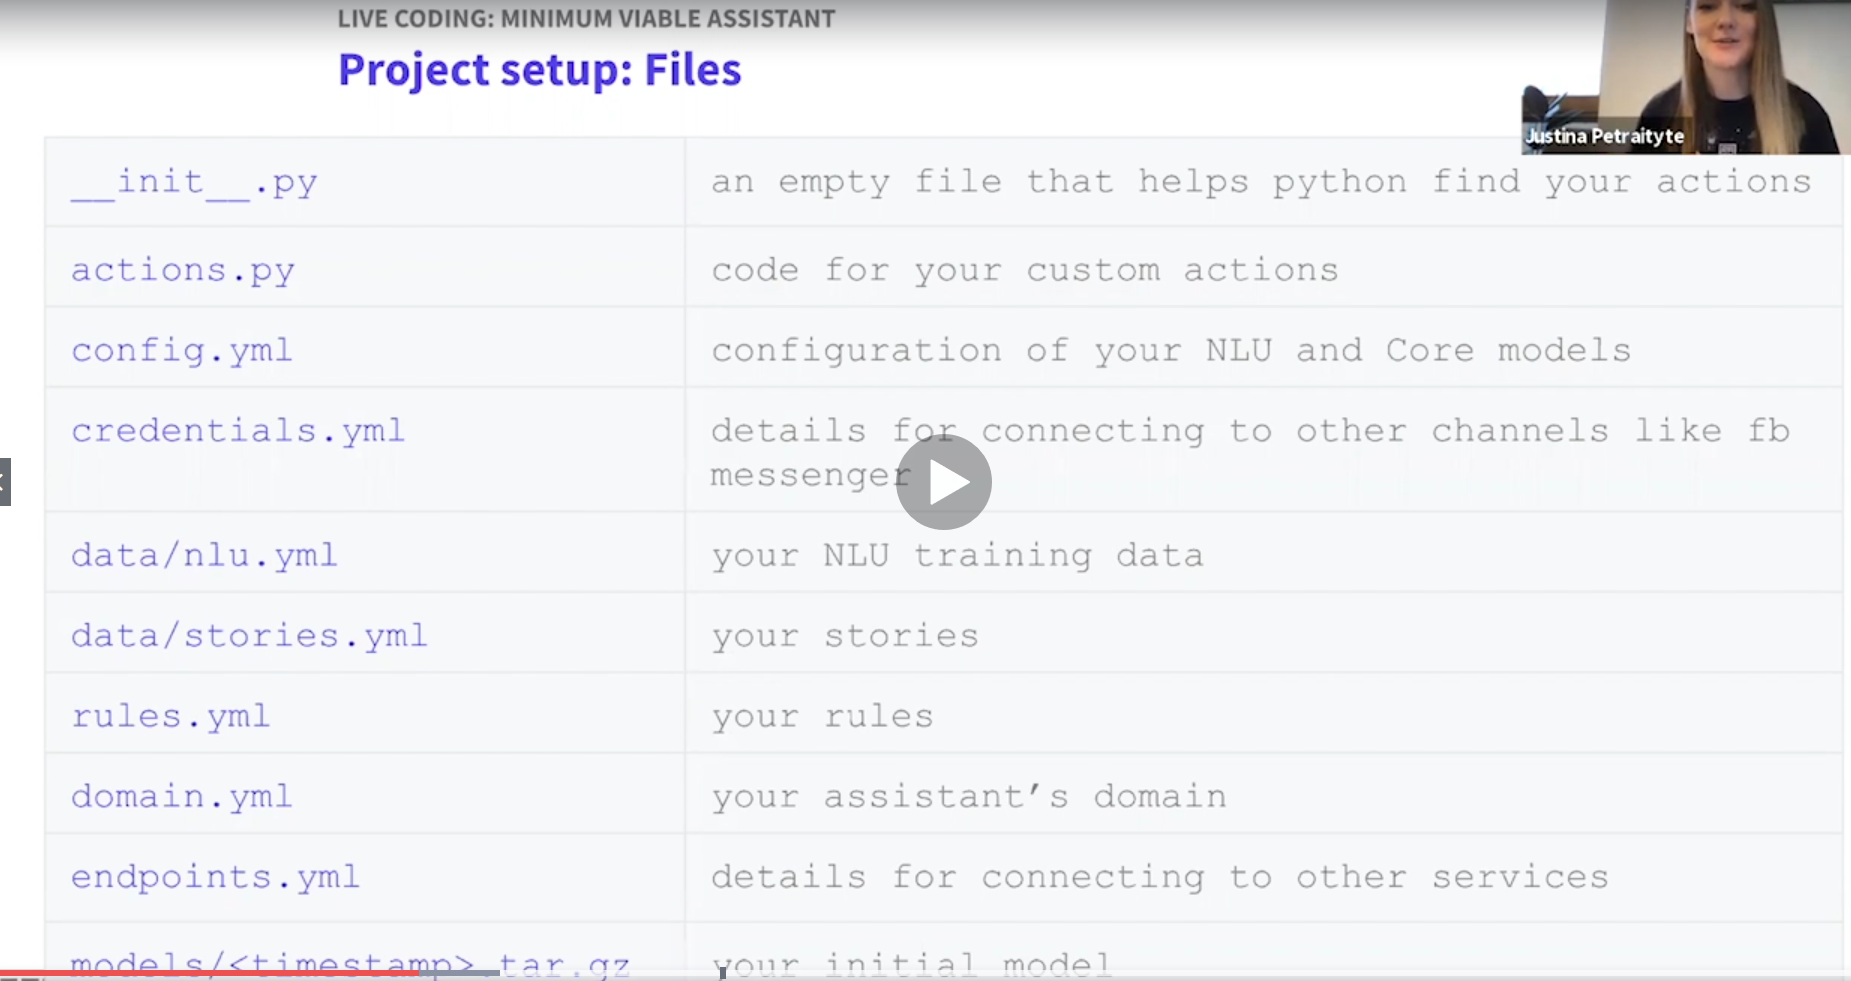 LIVE CODING: MINIMUM VIABLE ASSISTANT
Project setup: Files
Justina Petraityte
__init__.py an empty file that helps python find your actions
actions.py code for your custom actions
config.yml configuration of your NLU and Core models
credentials.yml details for connecting to other channels like fb
messenger
data/nlu.yml your NLU training data
data/stories.yml your stories
rules.yml your rules
domain.yml your assistant’s domain
endpoints.yml details for connecting to other services
models/<timestamp>.tar.gz your initial model